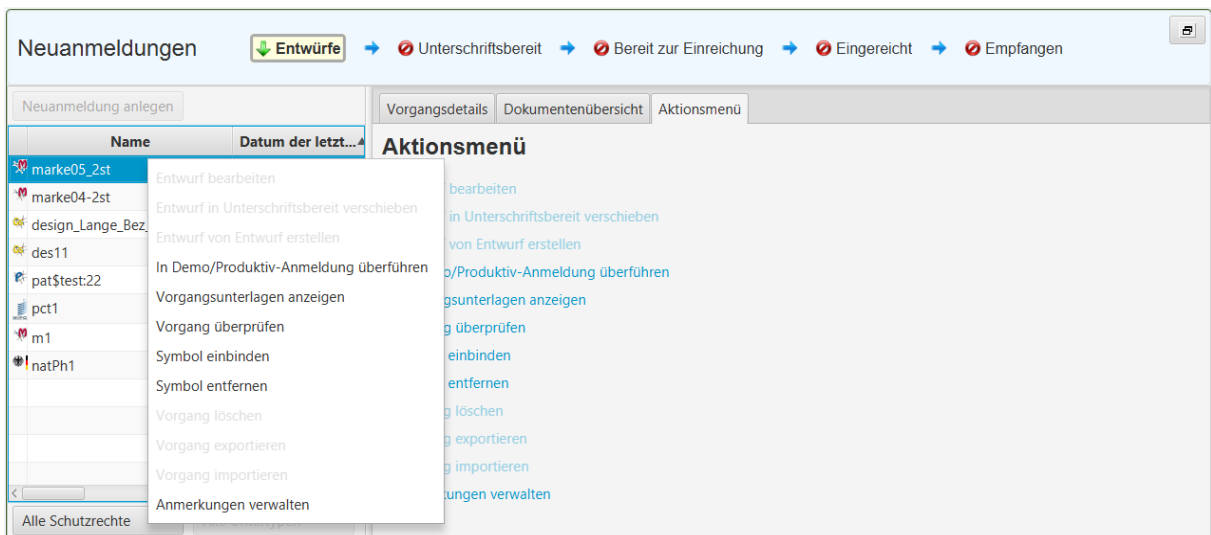 Neuanmeldungen
Entwürfe
Unterschriftsbereit
Bereit zur Einreichung
Eingereicht
Empfangen
Neuanmeldung anlegen
Name
Datum der letzt...
marke05_2st
marke04-2st
design_Lange_Bez_
des11
pat$test:22
pct1
m1
natPh1
Alle Schutzrechte
Entwurf bearbeiten
Entwurf in Unterschriftsbereit verschieben
Entwurf von Entwurf erstellen
In Demo/Produktiv-Anmeldung überführen
Vorgangsunterlagen anzeigen
Vorgang überprüfen
Symbol einbinden
Symbol entfernen
Vorgang löschen
Vorgang exportieren
Vorgang importieren
Anmerkungen verwalten
Vorgangsdetails
Dokumentenübersicht
Aktionsmenü
Aktionsmenü
bearbeiten
in Unterschriftsbereit verschieben
von Entwurf erstellen
o/Produktiv-Anmeldung überführen
gsunterlagen anzeigen
g überprüfen
einbinden
entfernen
g löschen
g exportieren
g importieren
ungen verwalten